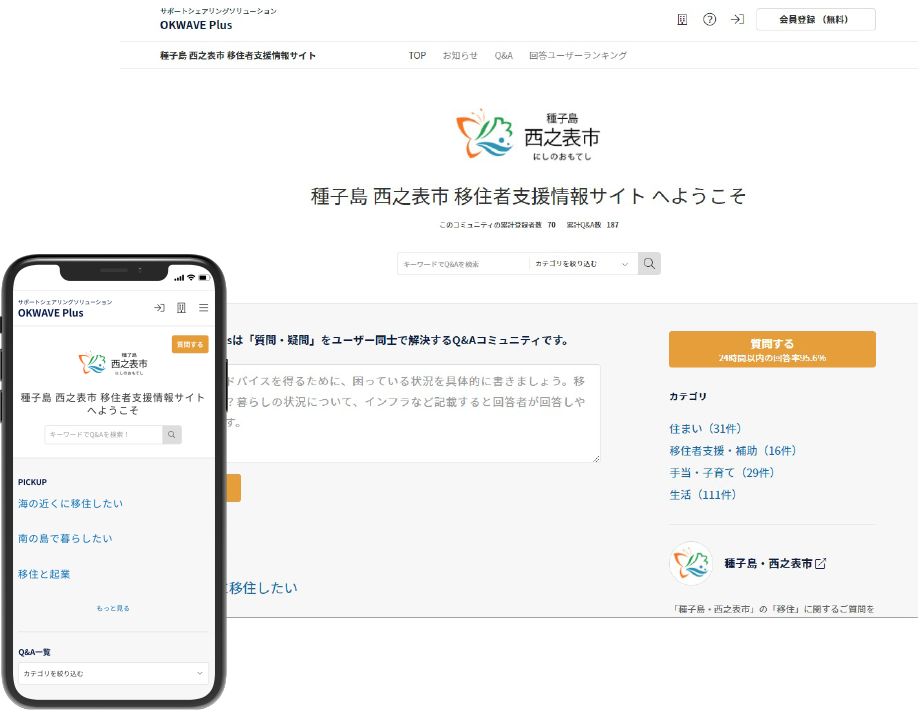 サポートシェアリングソリューション
OKWAVE Plus
会員登録 （無料）
種子島 西之表市 移住者支援情報サイト
TOP お知らせ Q&A 回答ユーザーランキング
種子島
西之表市
にしのおもてし
種子島 西之表市 移住者支援情報サイト へようこそ
このコミュニティの累計登録者数 70 累計Q&A数 187
キーワードでQ&Aを検索 カテゴリを絞り込む
sは「質問・疑問」をユーザー同士で解決するQ&Aコミュニティです。
ドバイスを得るために、困っている状況を具体的に書きましょう。移
？暮らしの状況について、インフラなど記載すると回答者が回答しや
す。
移住したい
質問する
24時間以内の回答率95.6%
カテゴリ
住まい（31件）
移住者支援・補助（16件）
手当・子育て（29件）
生活（111件）
種子島・西之表市
「種子島・西之表市」の「移住」に関するご質問を
サポートシェアリングソリューション
OKWAVE Plus
質問する
種子島
西之表市
にしのおもてし
種子島 西之表市 移住者支援情報サイト
へようこそ
キーワードでQ&Aを検索！
PICKUP
海の近くに移住したい
南の島で暮らしたい
移住と起業
もっと見る
Q&A一覧
カテゴリを絞り込む